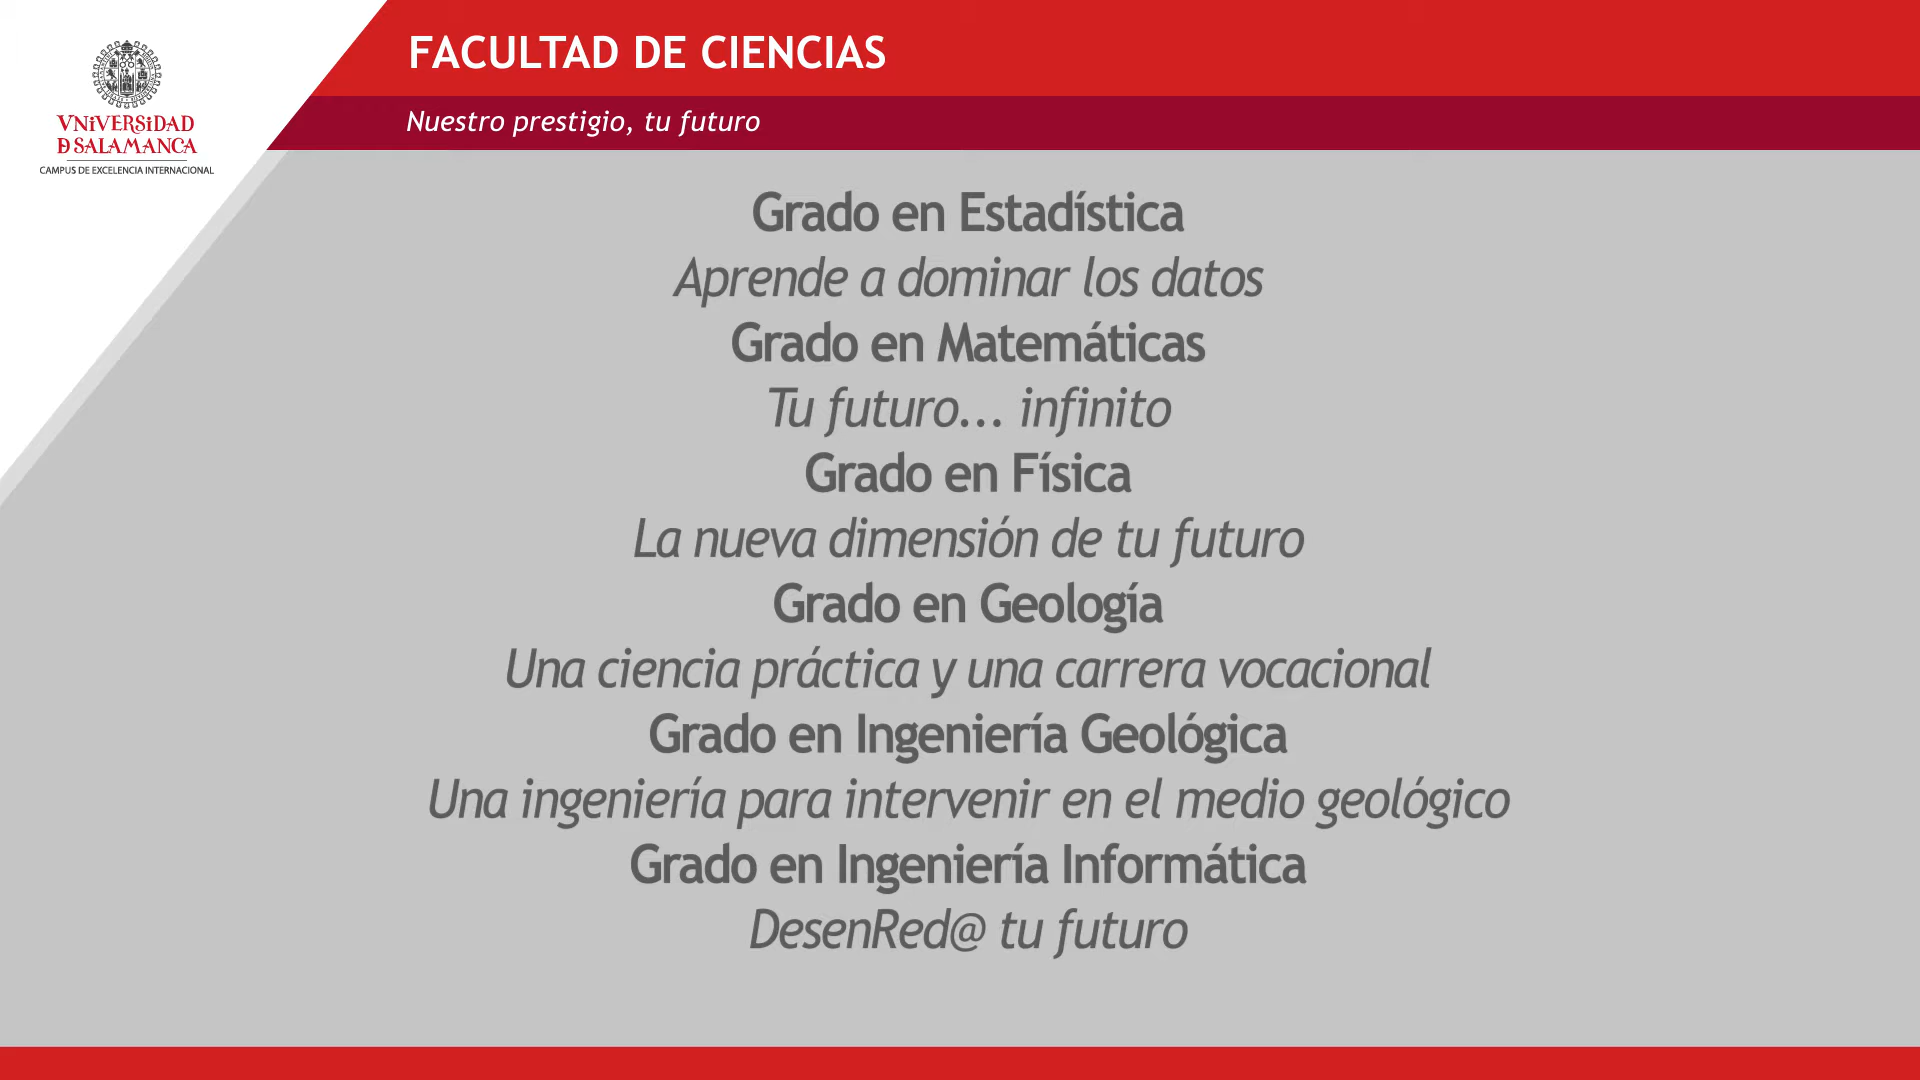 FACULTAD DE CIENCIAS
Nuestro prestigio, tu futuro
VNiVERSiDAD
D SALAMANCA
CAMPUS DE EXCELENCIA INTERNACIONAL
Grado en Estadística
Aprende a dominar los datos
Grado en Matemáticas
Tu futuro... infinito
Grado en Física
La nueva dimensión de tu futuro
Grado en Geología
Una ciencia práctica y una carrera vocacional
Grado en Ingeniería Geológica
Una ingeniería para intervenir en el medio geológico
Grado en Ingeniería Informática
DesenRed@ tu futuro